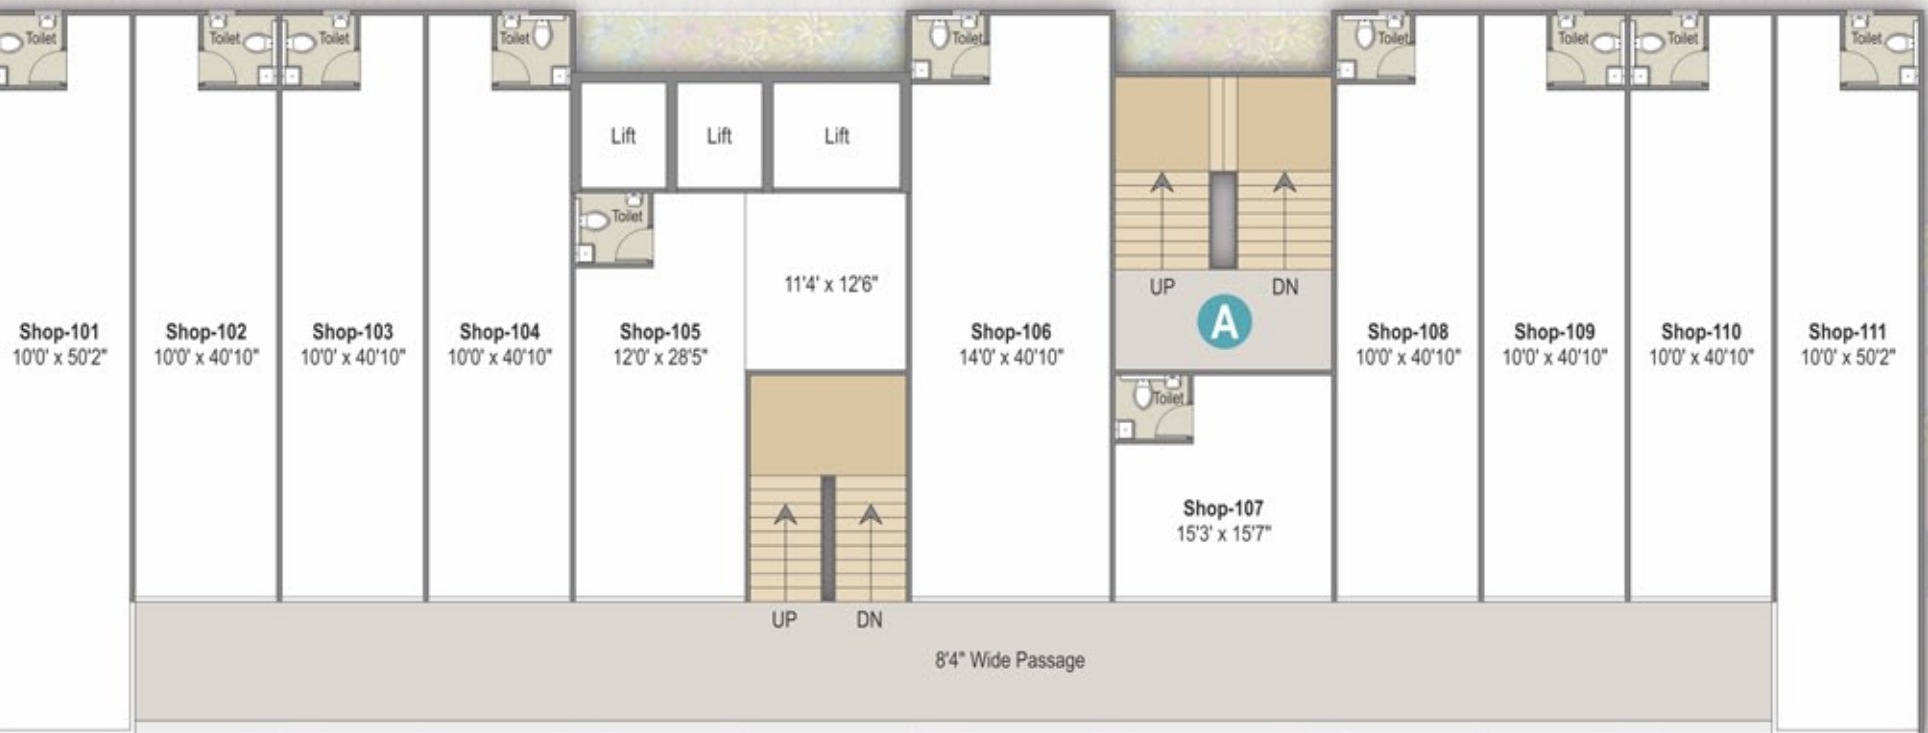 Toilet
Toilet
Toilet
Toilet
Toilet
Toilet
Toilet
Toilet
Toilet
Lift
Lift
Lift
Toilet
11'4' x 12'6"
UP
DN
A
Shop-101
10'0' x 50'2"
Shop-102
10'0' x 40'10"
Shop-103
10'0' x 40'10"
Shop-104
10'0' x 40'10"
Shop-105
12'0' x 28'5"
Shop-106
14'0' x 40'10"
Shop-108
10'0' x 40'10"
Shop-109
10'0' x 40'10"
Shop-110
10'0' x 40'10"
Shop-111
10'0' x 50'2"
Toilet
Shop-107
15'3' x 15'7"
UP
DN
8'4" Wide Passage